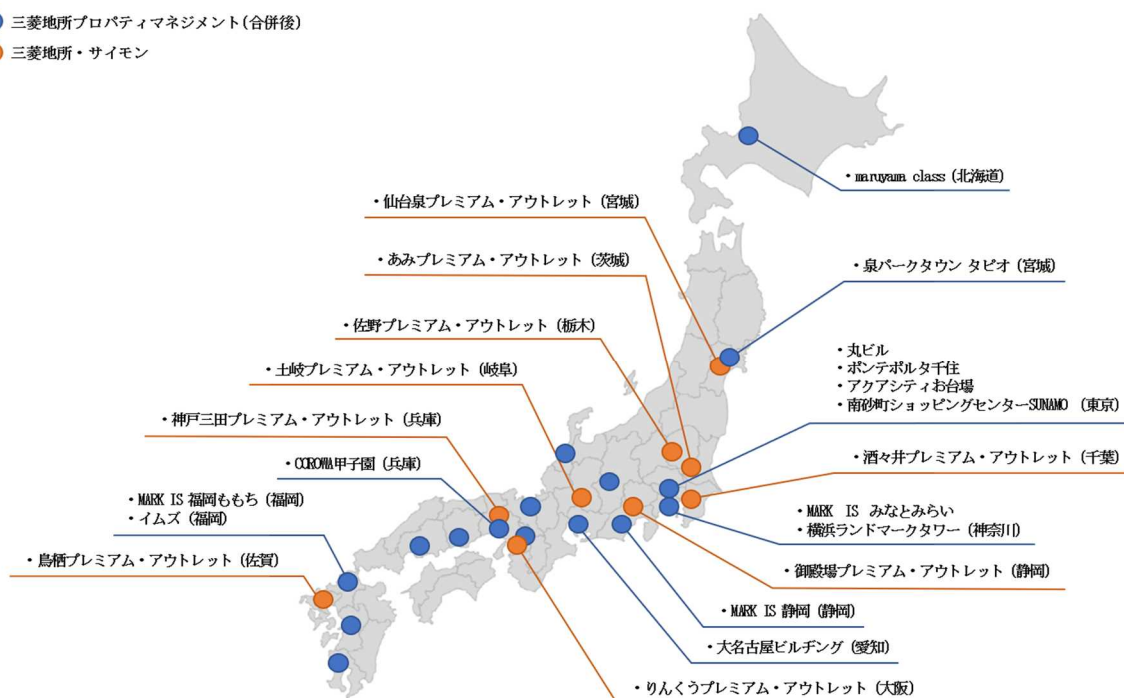 三菱地所プロパティマネジメント(合併後)
三菱地所・サイモン
・maruyama class (北海道)
・仙台泉プレミアム・アウトレット (宮城)
・あみプレミアム・アウトレット (茨城)
・泉パークタウン タピオ (宮城)
・佐野プレミアム・アウトレット (栃木)
・丸ビル
・ポンテポルタ千住
・アクアシティお台場
・南砂町ショッピングセンターSUNAMO (東京)
・土岐プレミアム・アウトレット (岐阜)
・神戸三田プレミアム・アウトレット (兵庫)
・COROWA甲子園 (兵庫)
・酒々井プレミアム・アウトレット (千葉)
・MARK IS 福岡ももち (福岡)
・イムズ (福岡)
・MARK IS みなとみらい
・横浜ランドマークタワー (神奈川)
・鳥栖プレミアム・アウトレット (佐賀)
・御殿場プレミアム・アウトレット (静岡)
・MARK IS 静岡 (静岡)
・大名古屋ビルヂング (愛知)
・りんくうプレミアム・アウトレット (大阪)